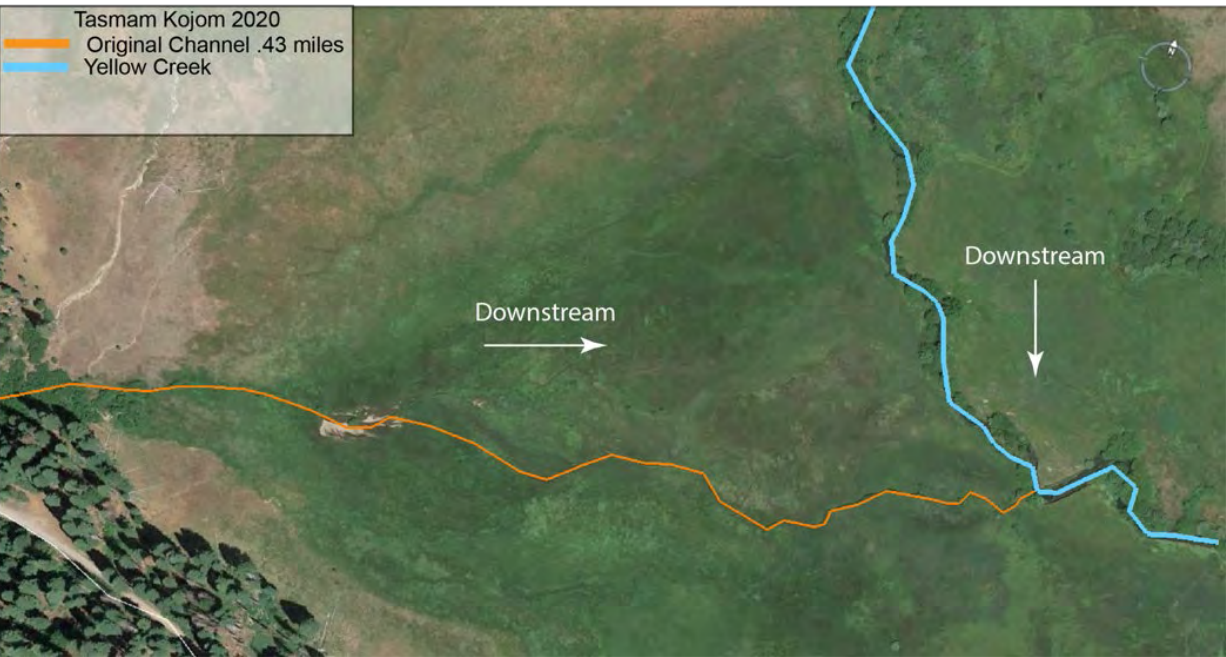 Tasmam Kojom 2020
Original Channel .43 miles
Yellow Creek
N
Downstream
Downstream